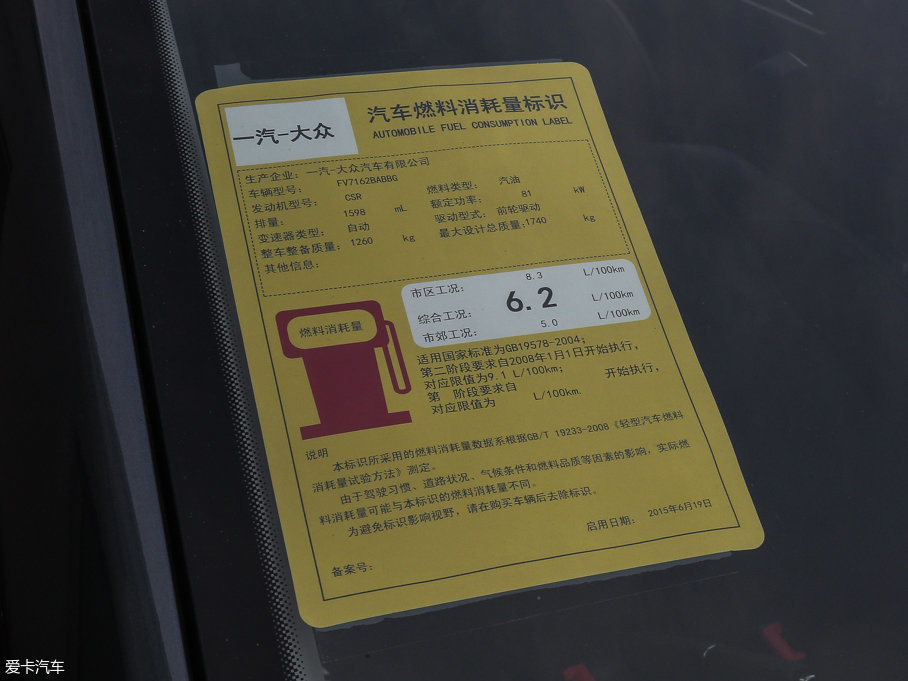 一汽-大众
汽车燃料消耗量标识
AUTOMOBILE FUEL CONSUMPTION LABEL
生产企业: 一汽-大众汽车有限公司
车辆型号: FV7162BABBG
发动机型号: CSR 燃料类型: 汽油
排量: 1598 mL 额定功率: 81 kW
变速器类型: 自动 驱动型式: 前轮驱动
整车整备质量: 1260 kg 最大设计总质量:1740 kg
其他信息:
市区工况: 8.3 L/100km
综合工况: 6.2 L/100km
市郊工况: 5.0 L/100km
燃料消耗量
适用国家标准为GB19578-2004;
第二阶段要求自2008年1月1日开始执行,
对应限值为9.1 L/100km;
第 阶段要求自 开始执行,
对应限值为 L/100km.
说明
本标识所采用的燃料消耗量数据系根据GB/T 19233-2008《轻型汽车燃料
消耗量试验方法》测定。
由于驾驶习惯、道路状况、气候条件和燃料品质等因素的影响, 实际燃
料消耗量可能与本标识的燃料消耗量不同。
为避免标识影响视野, 请在购买车辆后去除标识。
启用日期: 2015年6月19日
备案号:
爱卡汽车